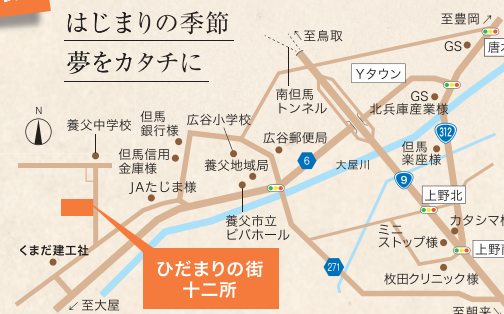 はじまりの季節
夢をカタチに
至鳥取
至豊岡
GS
唐
Yタウン
南但馬
トンネル
GS
北兵庫産業様
N
養父中学校
但馬
銀行様
広谷小学校
広谷郵便局
312
但馬信用
金庫様
養父地域局
6
大屋川
但馬
楽座様
9
JAたじま様
上野北
養父市立
ビバホール
カタシマ
ミニ
ストップ様
上野
くまだ建工社
ひだまりの街
十二所
271
枚田クリニック様
至大屋
至朝来